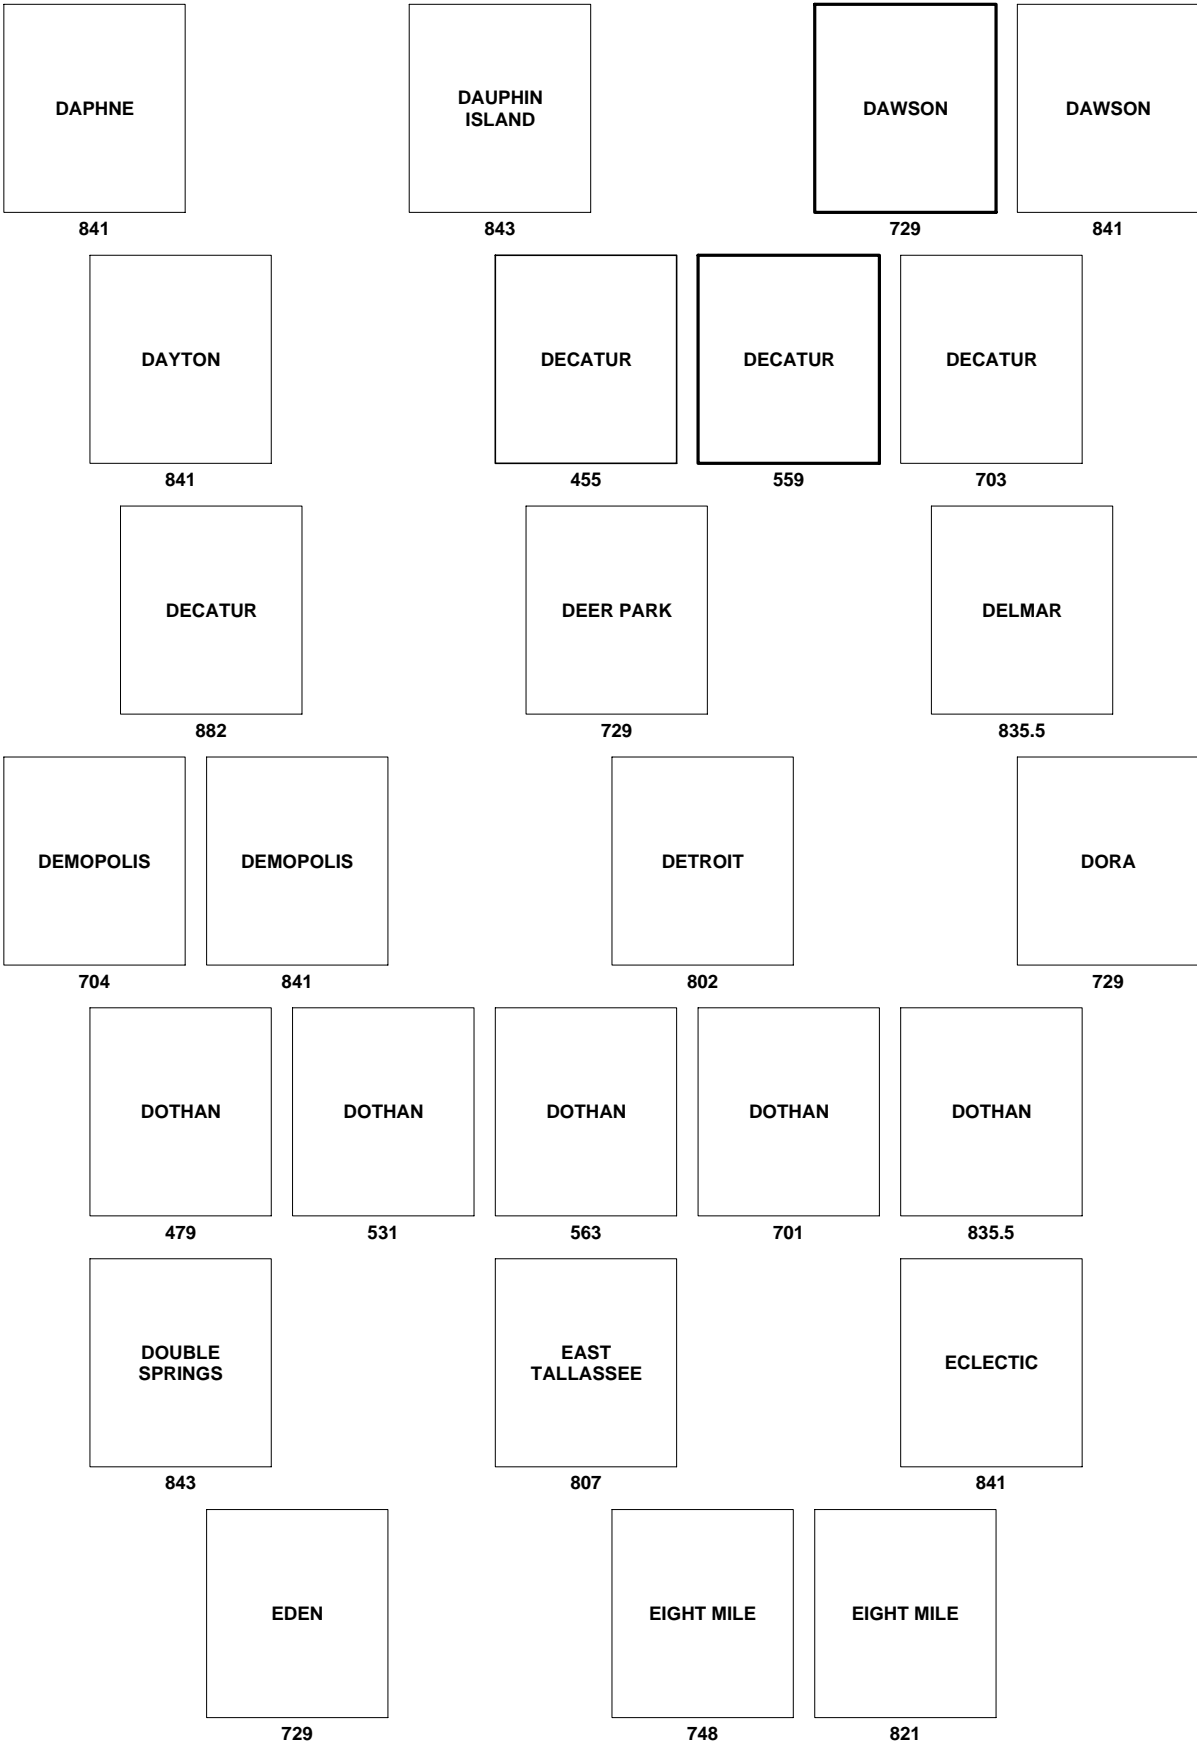 DAPHNE
DAUPHIN
ISLAND
DAWSON
DAWSON
841
843
729
841
DAYTON
DECATUR
DECATUR
DECATUR
841
455
559
703
DECATUR
DEER PARK
DELMAR
882
729
835.5
DEMOPOLIS
DEMOPOLIS
DETROIT
DORA
704
841
802
729
DOTHAN
DOTHAN
DOTHAN
DOTHAN
DOTHAN
479
531
563
701
835.5
DOUBLE
SPRINGS
EAST
TALLASSEE
ECLECTIC
843
807
841
EDEN
EIGHT MILE
EIGHT MILE
729
748
821